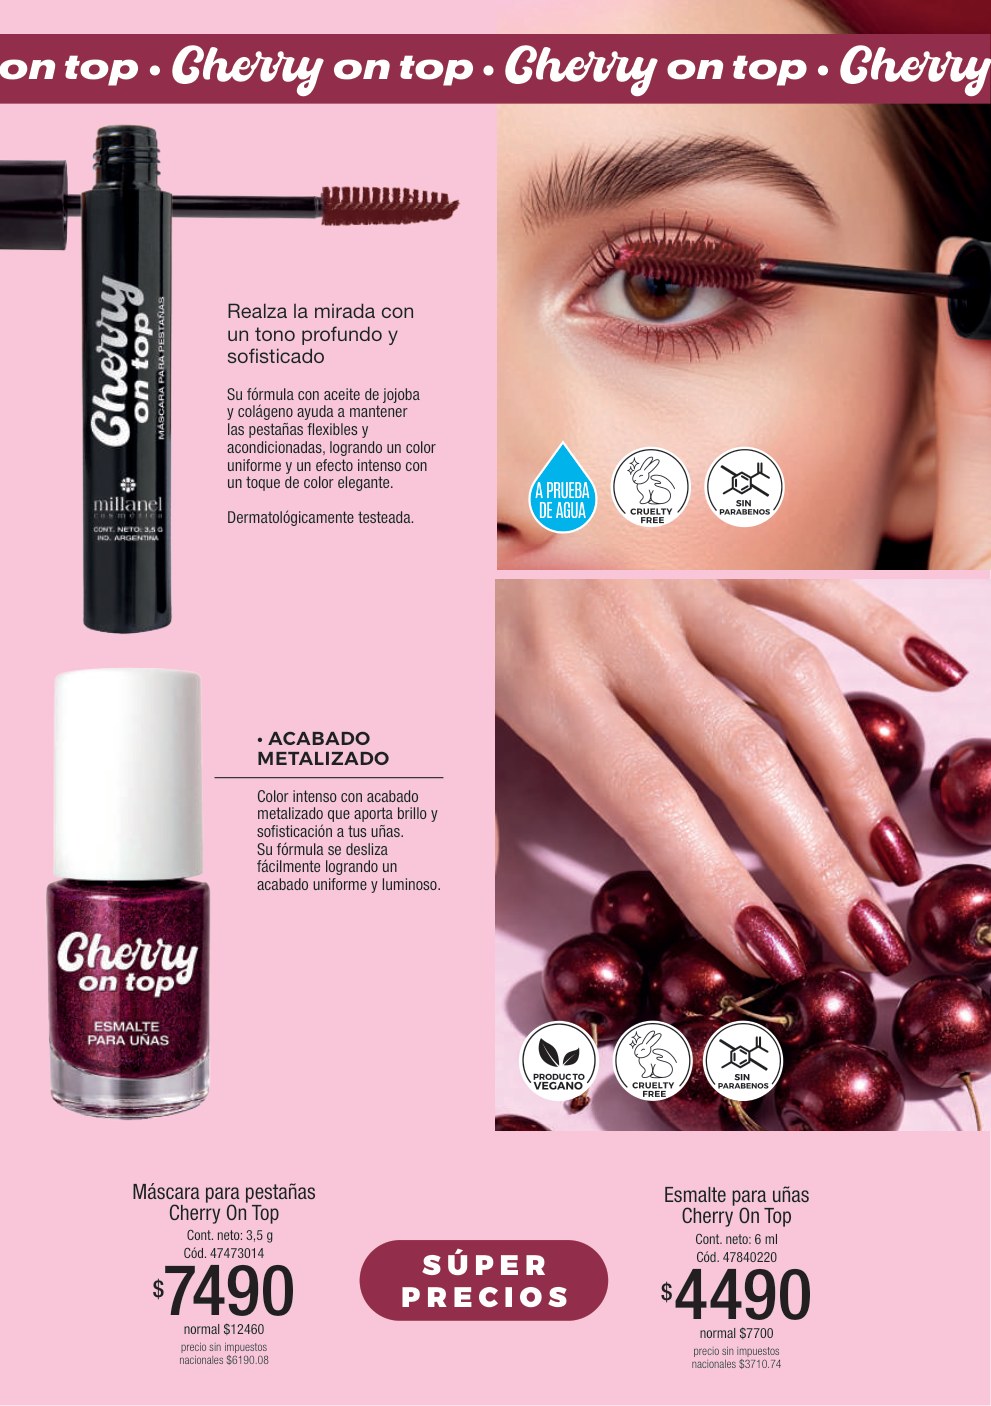 on top • Cherry on top • Cherry on top • Cherry
Cherry
on top
MÁSCARA PARA PESTAÑAS
millanel
cosmética
CONT. NETO: 3,5 G
IND. ARGENTINA
Realza la mirada con
un tono profundo y
sofisticado
Su fórmula con aceite de jojoba
y colágeno ayuda a mantener
las pestañas flexibles y
acondicionadas, logrando un color
uniforme y un efecto intenso con
un toque de color elegante.
Dermatológicamente testeada.
A PRUEBA
DE AGUA
CRUELTY
FREE
SIN
PARABENOS
• ACABADO
METALIZADO
Color intenso con acabado
metalizado que aporta brillo y
sofisticación a tus uñas.
Su fórmula se desliza
fácilmente logrando un
acabado uniforme y luminoso.
Cherry
on top
ESMALTE
PARA UÑAS
PRODUCTO
VEGANO
CRUELTY
FREE
SIN
PARABENOS
Máscara para pestañas
Cherry On Top
Cont. neto: 3,5 g
Cód. 47473014
$7490
normal $12460
precio sin impuestos
nacionales $6190.08
SÚPER
PRECIOS
Esmalte para uñas
Cherry On Top
Cont. neto: 6 ml
Cód. 47840220
$4490
normal $7700
precio sin impuestos
nacionales $3710.74